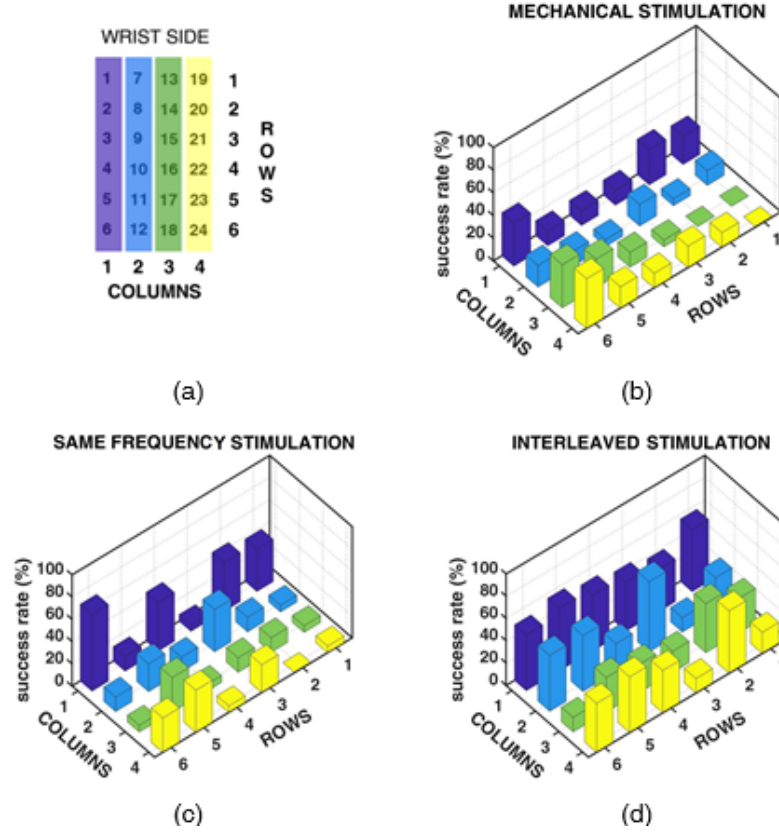 WRIST SIDE
1 7 13 19 1
2 8 14 20 2
3 9 15 21 3
4 10 16 22 4
5 11 17 23 5
6 12 18 24 6
ROWS
1 2 3 4
COLUMNS
(a)
MECHANICAL STIMULATION
success rate (%)
100
80
60
40
20
0
1
2
3
4
COLUMNS
6
5
4
3
2
1
ROWS
(b)
SAME FREQUENCY STIMULATION
success rate (%)
100
80
60
40
20
0
1
2
3
4
COLUMNS
6
5
4
3
2
1
ROWS
(c)
INTERLEAVED STIMULATION
success rate (%)
100
80
60
40
20
0
1
2
3
4
COLUMNS
6
5
4
3
2
1
ROWS
(d)